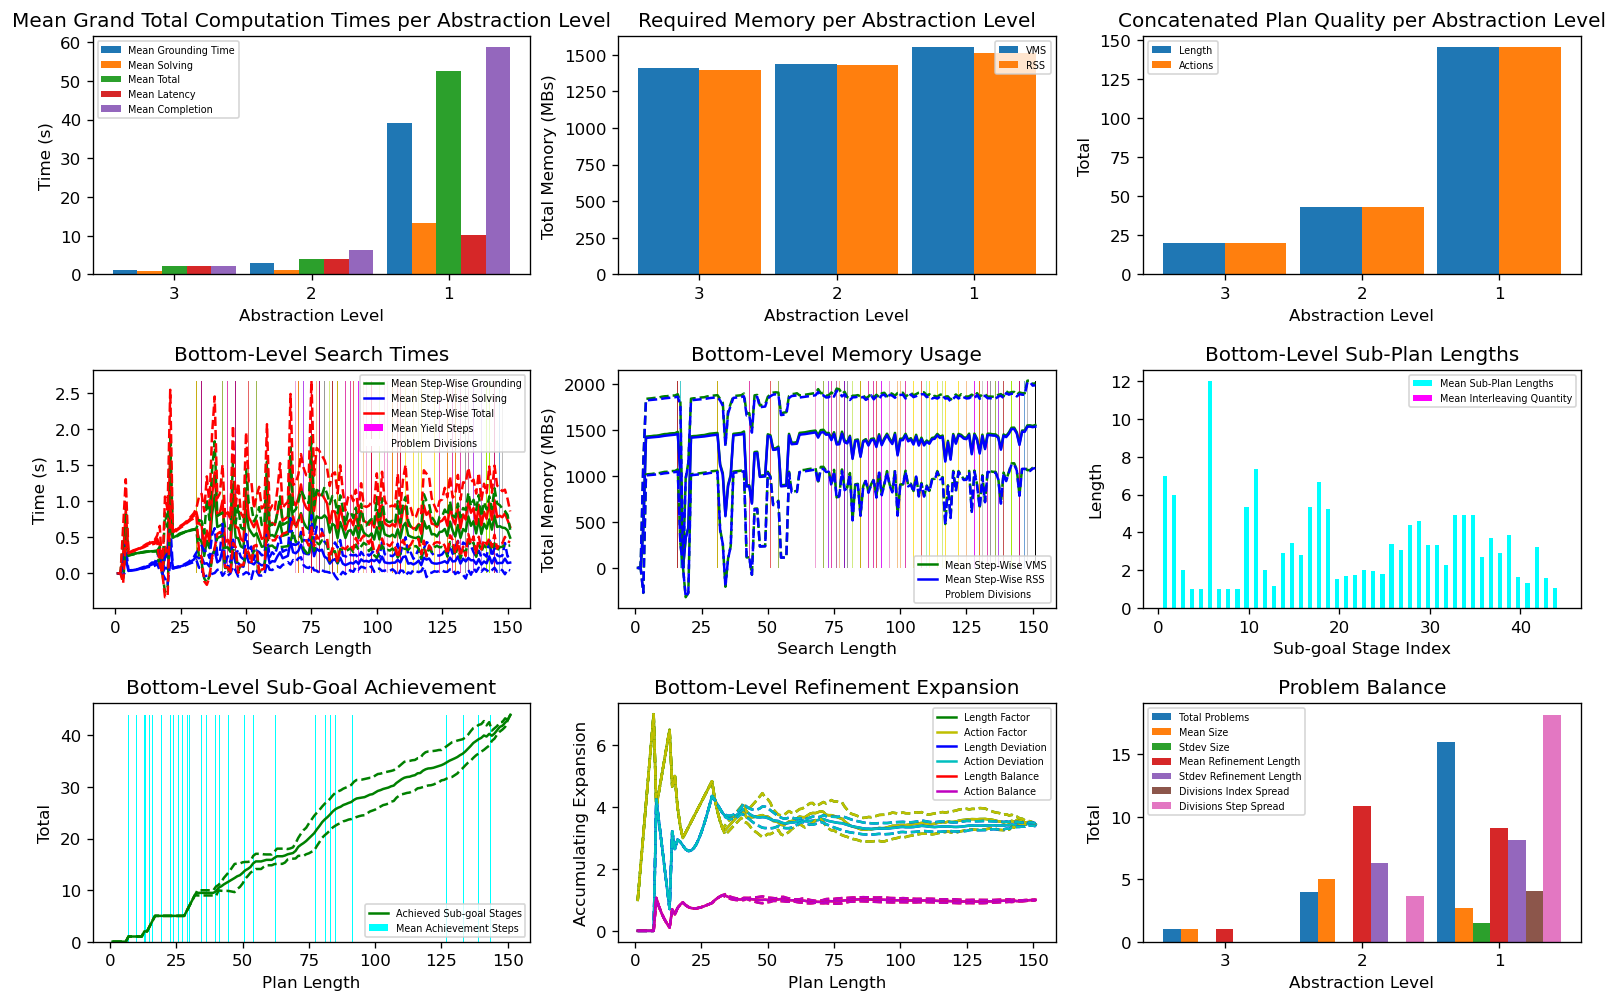 Mean Grand Total Computation Times per Abstraction Level
Time (s)
60
50
40
30
20
10
0
Mean Grounding Time
Mean Solving
Mean Total
Mean Latency
Mean Completion
3 2 1
Abstraction Level
Required Memory per Abstraction Level
Total Memory (MBs)
1500
1250
1000
750
500
250
0
VMS
RSS
3 2 1
Abstraction Level
Concatenated Plan Quality per Abstraction Level
Total
150
125
100
75
50
25
0
Length
Actions
3 2 1
Abstraction Level
Bottom-Level Search Times
Time (s)
2.5
2.0
1.5
1.0
0.5
0.0
Mean Step-Wise Grounding
Mean Step-Wise Solving
Mean Step-Wise Total
Mean Yield Steps
Problem Divisions
0 25 50 75 100 125 150
Search Length
Bottom-Level Memory Usage
Total Memory (MBs)
2000
1500
1000
500
0
Mean Step-Wise VMS
Mean Step-Wise RSS
Problem Divisions
0 25 50 75 100 125 150
Search Length
Bottom-Level Sub-Plan Lengths
Length
12
10
8
6
4
2
0
Mean Sub-Plan Lengths
Mean Interleaving Quantity
0 10 20 30 40
Sub-goal Stage Index
Bottom-Level Sub-Goal Achievement
Total
40
30
20
10
0
Achieved Sub-goal Stages
Mean Achievement Steps
0 25 50 75 100 125 150
Plan Length
Bottom-Level Refinement Expansion
Accumulating Expansion
6
4
2
0
Length Factor
Action Factor
Length Deviation
Action Deviation
Length Balance
Action Balance
0 25 50 75 100 125 150
Plan Length
Problem Balance
Total
15
10
5
0
Total Problems
Mean Size
Stdev Size
Mean Refinement Length
Stdev Refinement Length
Divisions Index Spread
Divisions Step Spread
3 2 1
Abstraction Level